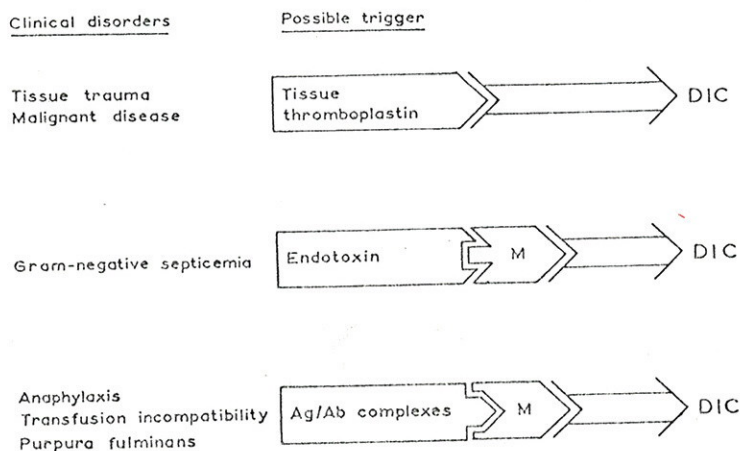 Clinical disorders Possible trigger
Tissue trauma
Malignant disease
Tissue
thromboplastin
DIC
Gram-negative septicemia
Endotoxin
M
DIC
Anaphylaxis
Transfusion incompatibility
Purpura fulminans
Ag/Ab complexes
M
DIC